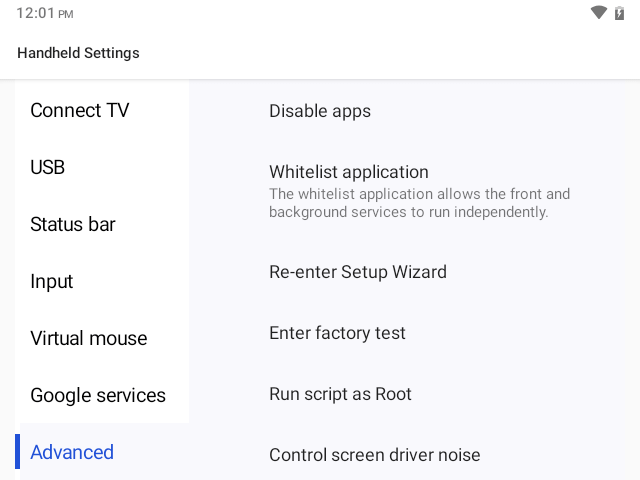 12:01 PM
Handheld Settings
Connect TV
USB
Status bar
Input
Virtual mouse
Google services
Advanced
Disable apps
Whitelist application
The whitelist application allows the front and
background services to run independently.
Re-enter Setup Wizard
Enter factory test
Run script as Root
Control screen driver noise